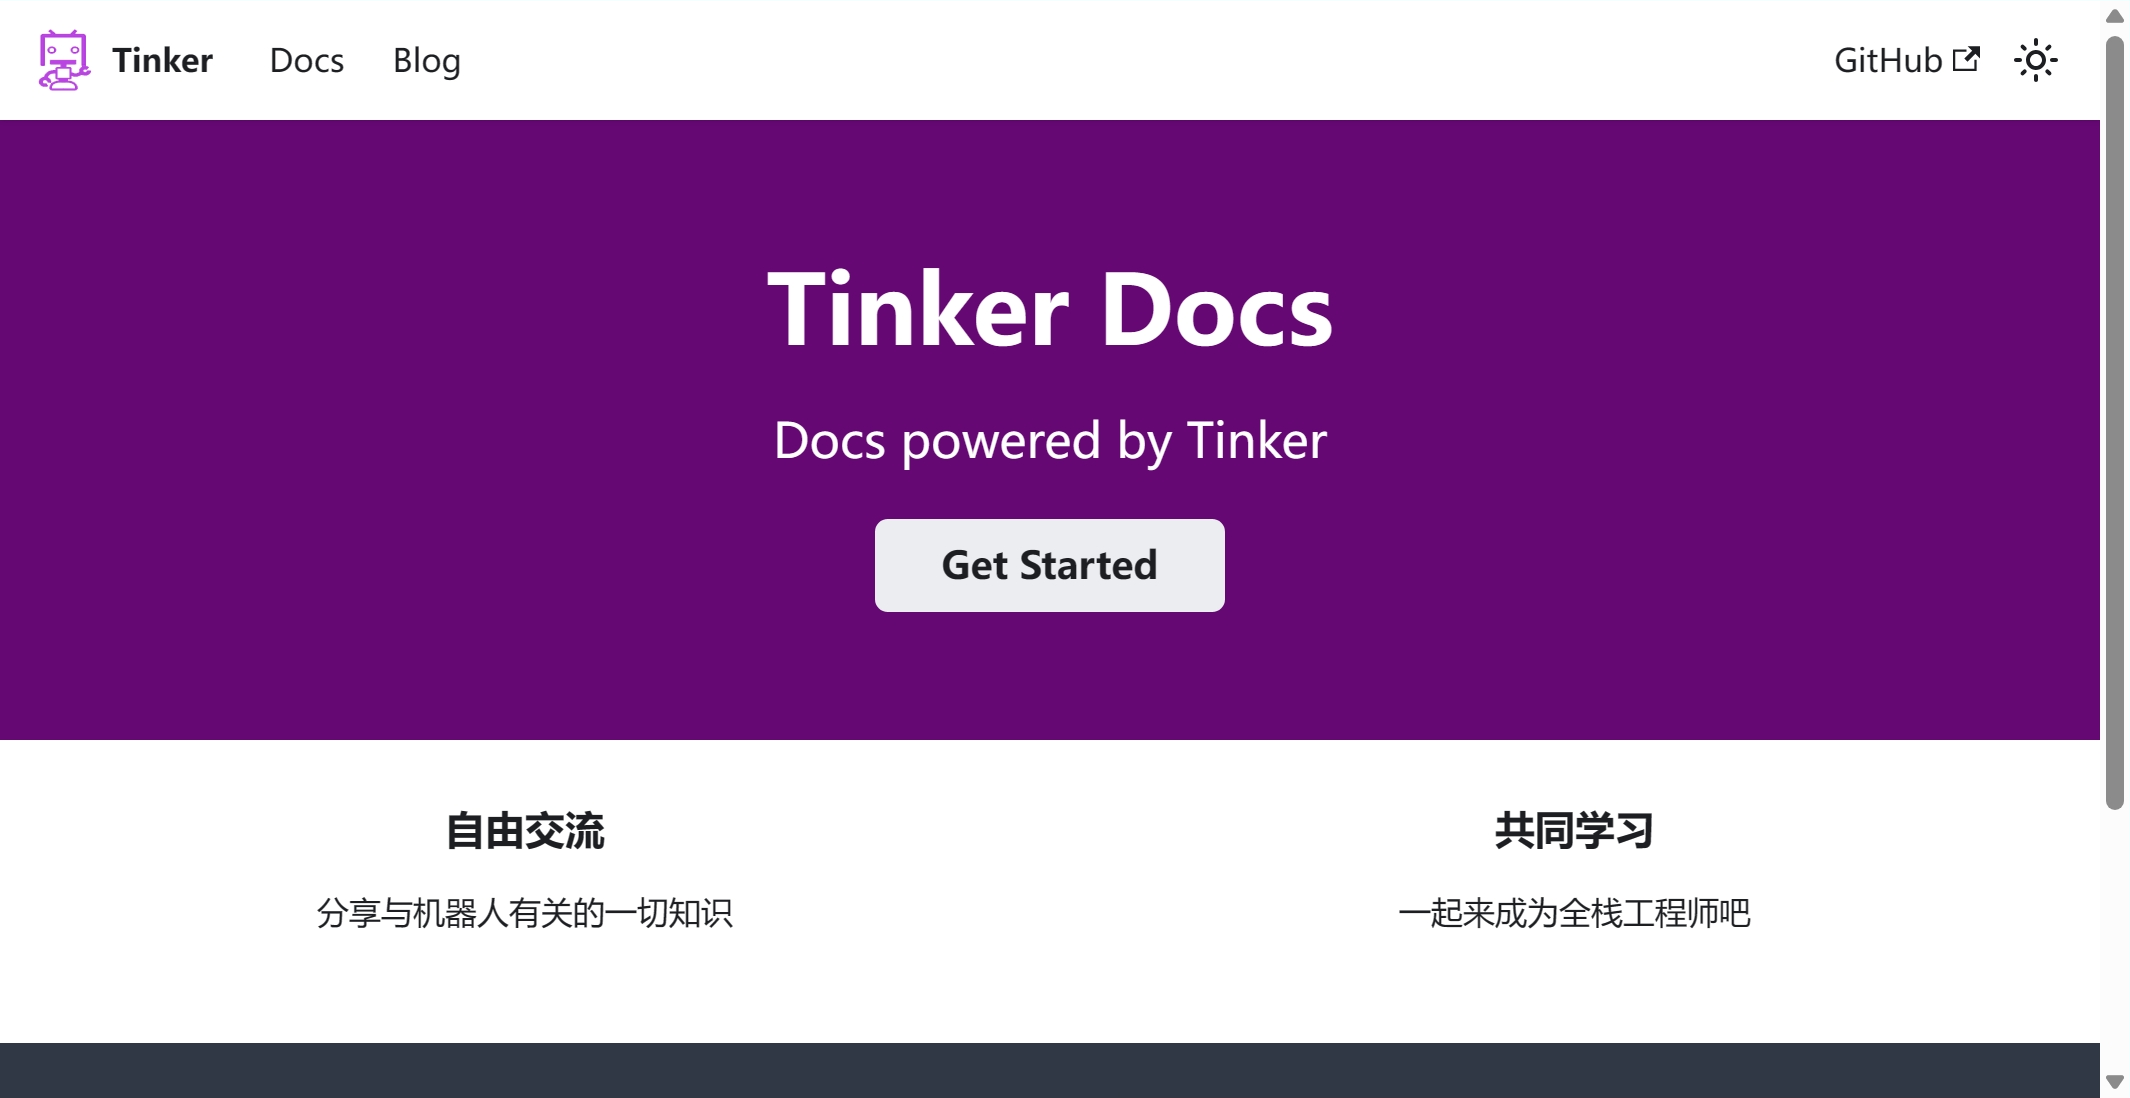 Tinker Docs Blog GitHub
Tinker Docs
Docs powered by Tinker
Get Started
自由交流
分享与机器人有关的一切知识
共同学习
一起来成为全栈工程师吧